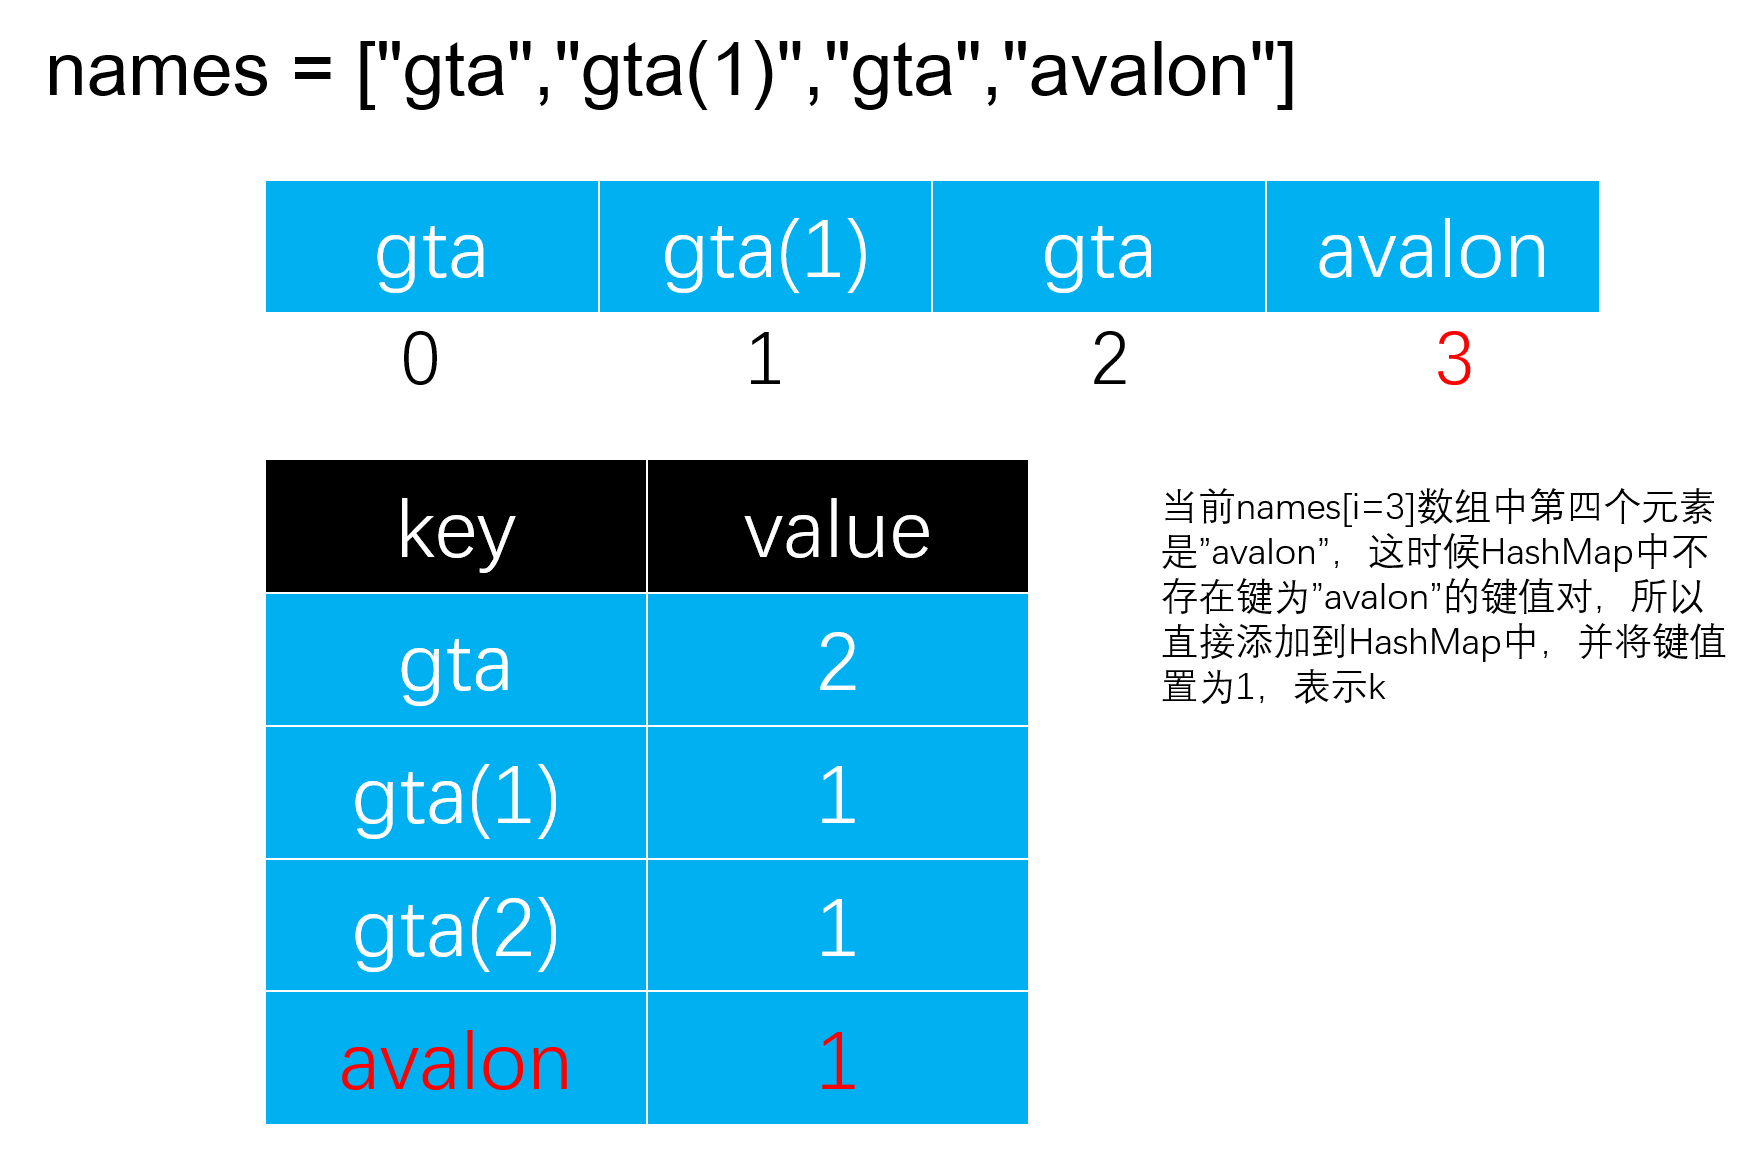 names = ["gta","gta(1)","gta","avalon"]
gta gta(1) gta avalon
0 1 2 3
key value
gta 2
gta(1) 1
gta(2) 1
avalon 1
当前names[i=3]数组中第四个元素
是”avalon”，这时候HashMap中不
存在键为”avalon”的键值对，所以
直接添加到HashMap中，并将键值
置为1，表示k